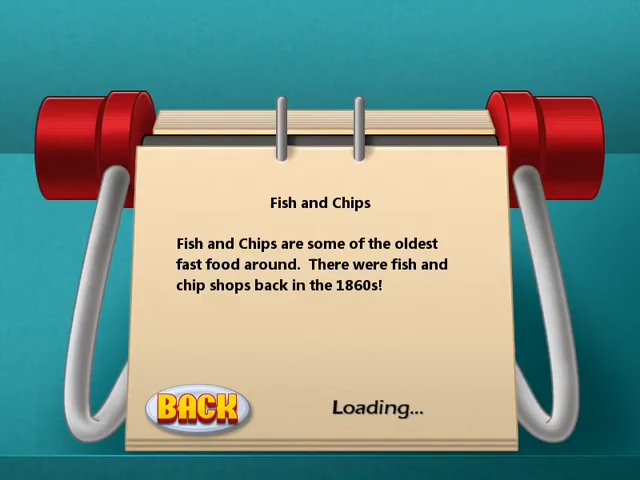 Fish and Chips
Fish and Chips are some of the oldest
fast food around.  There were fish and
chip shops back in the 1860s!
BACK
Loading...